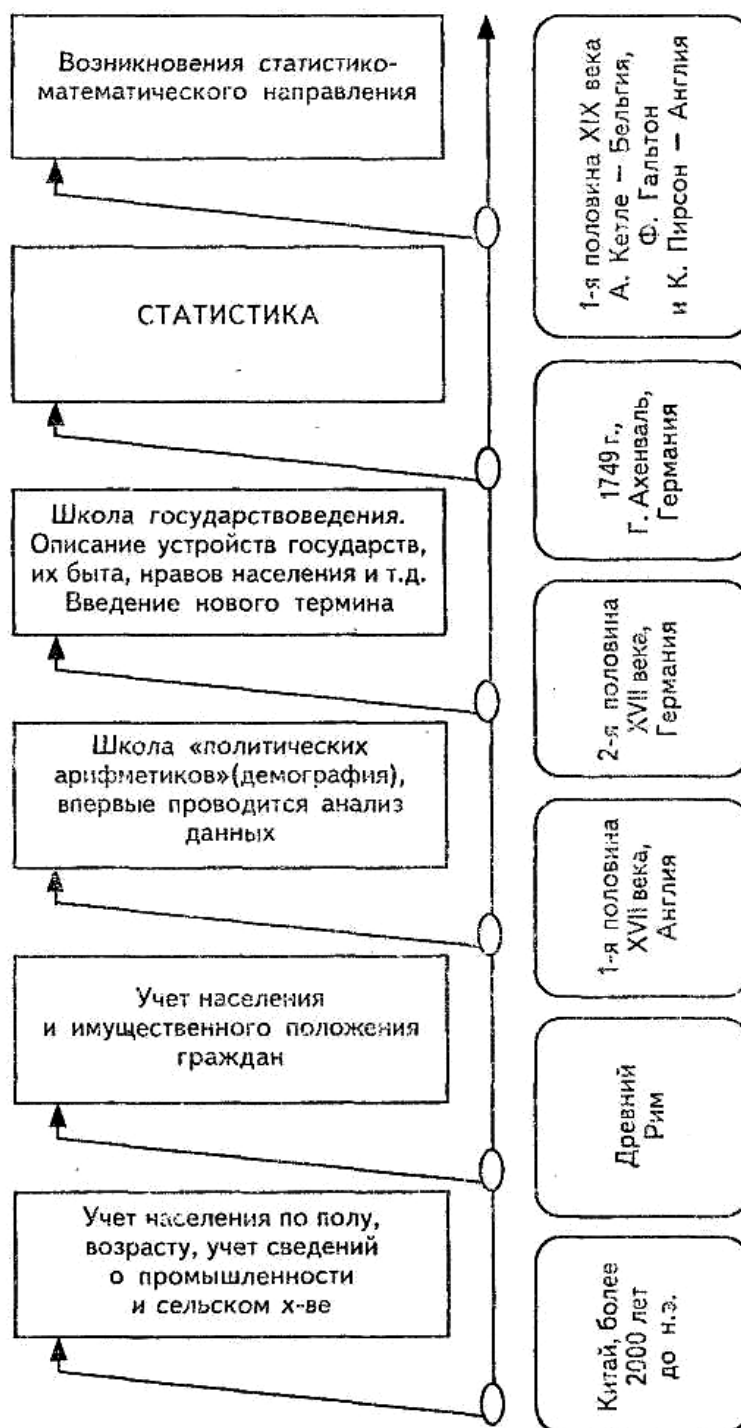 Возникновения статистико-
математического направления
1-я половина XIX века
А. Кетле — Бельгия,
Ф. Гальтон
и К. Пирсон — Англия
СТАТИСТИКА
1749 г.,
Г. Ахенваль,
Германия
Школа государствоведения.
Описание устройств государств,
их быта, нравов населения и т.д.
Введение нового термина
2-я половина
XVII века,
Германия
Школа «политических
арифметиков»(демография),
впервые проводится анализ
данных
1-я половина
XVII века,
Англия
Учет населения
и имущественного положения
граждан
Древний
Рим
Учет населения по полу,
возрасту, учет сведений
о промышленности
и сельском х-ве
Китай, более
2000 лет
до н.э.